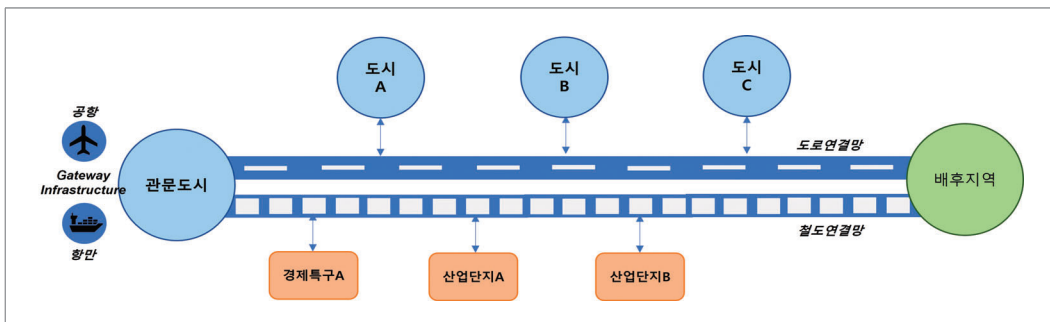 도시
A
도시
B
도시
C
공항
Gateway
Infrastructure
항만
관문도시
도로연결망
배후지역
철도연결망
경제특구A
산업단지A
산업단지B